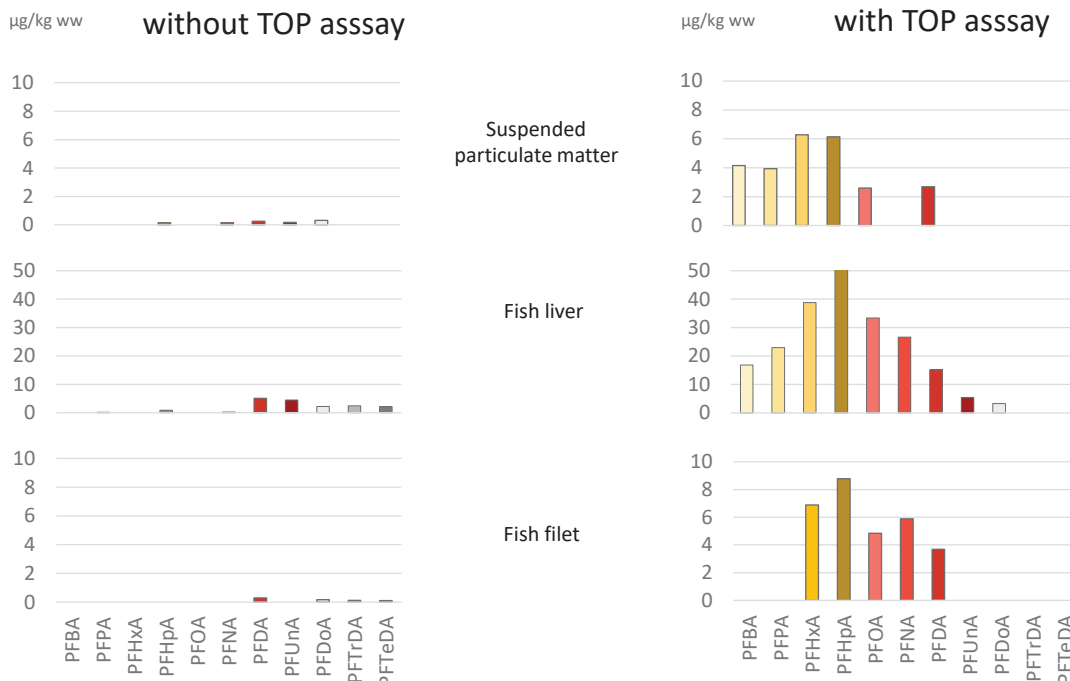 µg/kg ww
without TOP asssay
µg/kg ww
with TOP assay
10
8
6
4
2
0
Suspended
particulate matter
10
8
6
4
2
0
50
40
30
20
10
0
Fish liver
50
40
30
20
10
0
10
8
6
4
2
0
Fish filet
10
8
6
4
2
0
PFBA
PFPA
PFHxA
PFHpA
PFOA
PFNA
PFDA
PFUnA
PFDoA
PFTrDA
PFTeDA
PFBA
PFPA
PFHxA
PFHpA
PFOA
PFNA
PFDA
PFUnA
PFDoA
PFTrDA
PFTeDA